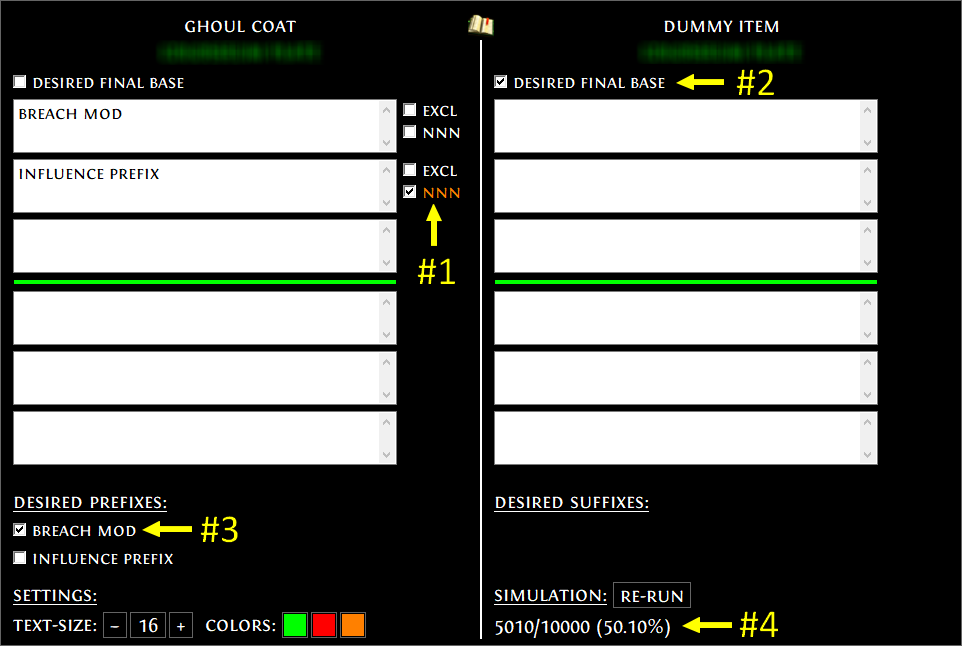 GHOUL COAT
DUMMY ITEM
DESIRED FINAL BASE
DESIRED FINAL BASE
#2
BREACH MOD
EXCL
NNN
INFLUENCE PREFIX
EXCL
NNN
#1
DESIRED PREFIXES:
DESIRED SUFFIXES:
BREACH MOD
#3
INFLUENCE PREFIX
SETTINGS:
SIMULATION: RE-RUN
TEXT-SIZE: - 16 + COLORS:
5010/10000 (50.10%)
#4